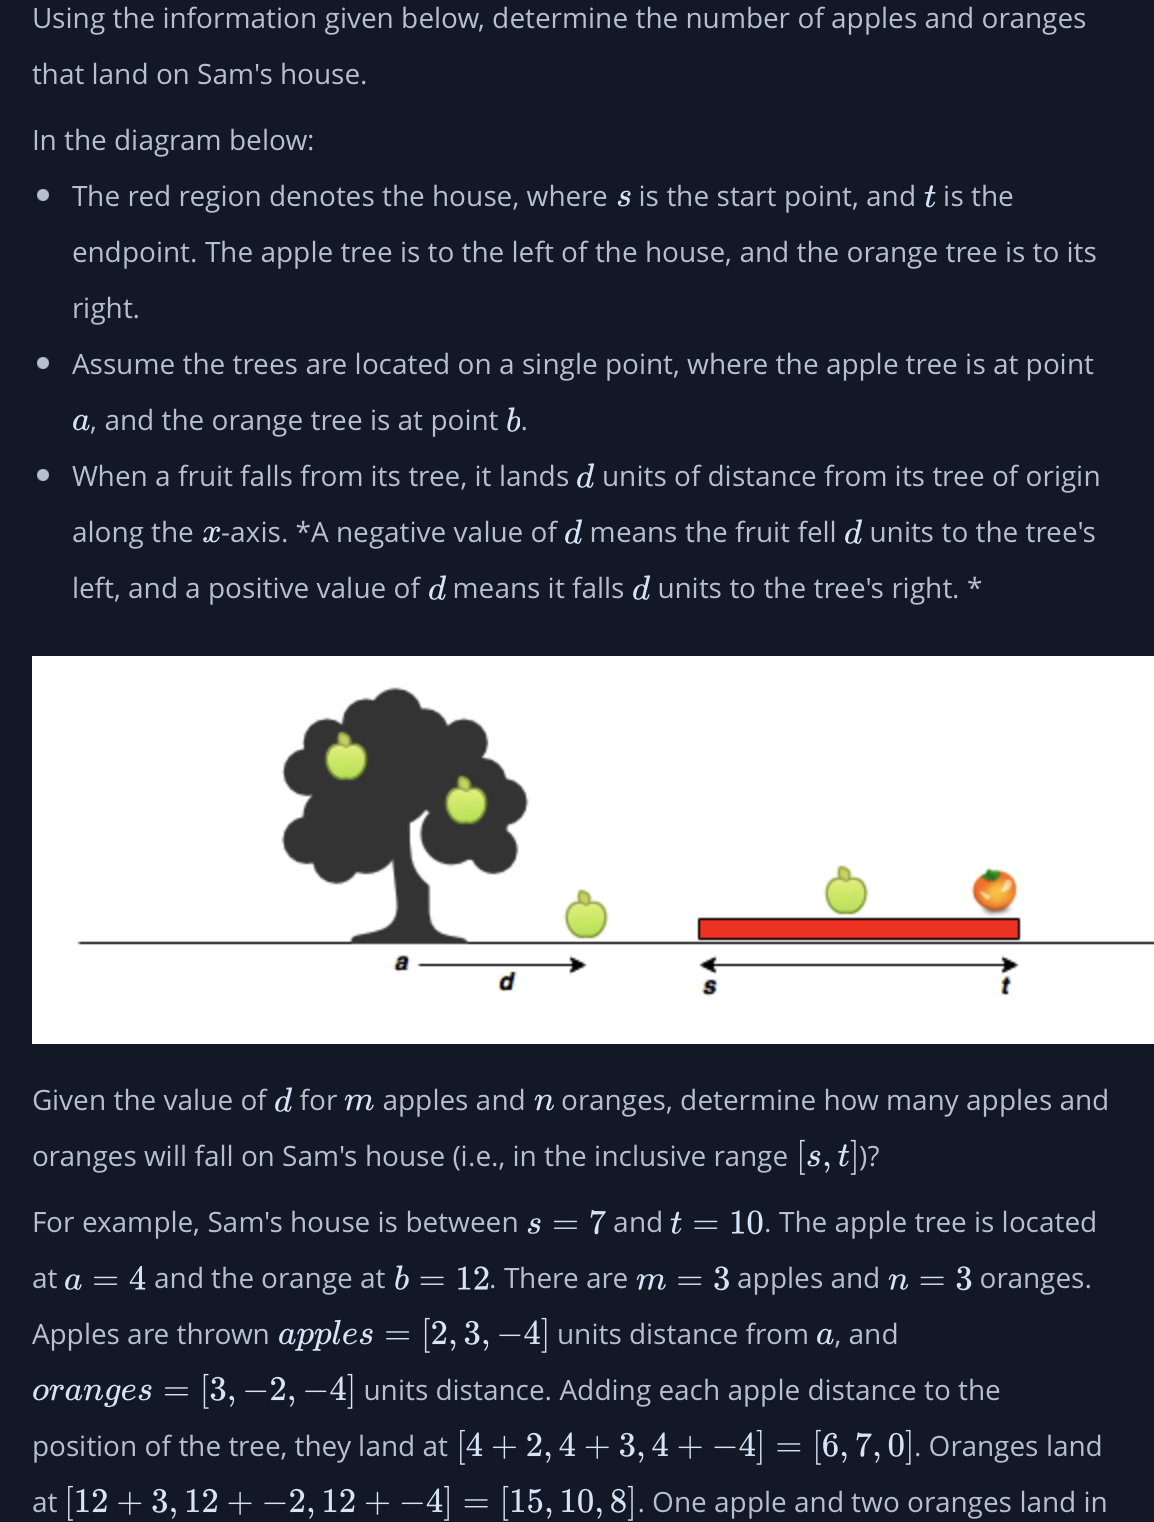 Using the information given below, determine the number of apples and oranges
that land on Sam's house.
In the diagram below:
• The red region denotes the house, where s is the start point, and t is the
endpoint. The apple tree is to the left of the house, and the orange tree is to its
right.
• Assume the trees are located on a single point, where the apple tree is at point
a, and the orange tree is at point b.
• When a fruit falls from its tree, it lands d units of distance from its tree of origin
along the x-axis. *A negative value of d means the fruit fell d units to the tree's
left, and a positive value of d means it falls d units to the tree's right. *
a
d
s
t
Given the value of d for m apples and n oranges, determine how many apples and
oranges will fall on Sam's house (i.e., in the inclusive range [s, t])?
For example, Sam's house is between s = 7 and t = 10. The apple tree is located
at a = 4 and the orange at b = 12. There are m = 3 apples and n = 3 oranges.
Apples are thrown apples = [2, 3, −4] units distance from a, and
oranges = [3, −2, −4] units distance. Adding each apple distance to the
position of the tree, they land at [4 + 2, 4 + 3, 4 + −4] = [6, 7, 0]. Oranges land
at [12 + 3, 12 + −2, 12 + −4] = [15, 10, 8]. One apple and two oranges land in